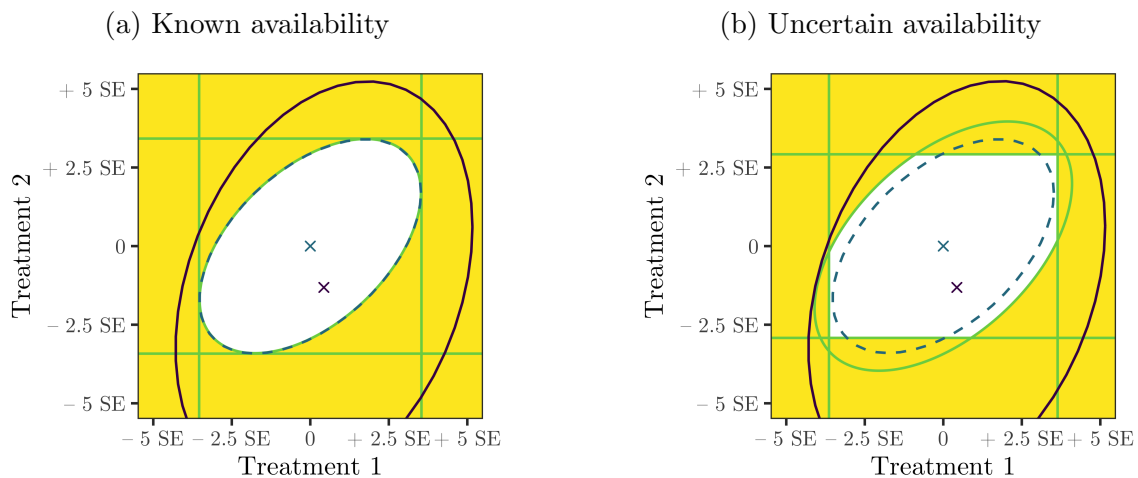 (a) Known availability
+ 5 SE
+ 2.5 SE
0
− 2.5 SE
− 5 SE
Treatment 2
− 5 SE − 2.5 SE 0 + 2.5 SE + 5 SE
Treatment 1
(b) Uncertain availability
+ 5 SE
+ 2.5 SE
0
− 2.5 SE
− 5 SE
Treatment 2
− 5 SE − 2.5 SE 0 + 2.5 SE + 5 SE
Treatment 1